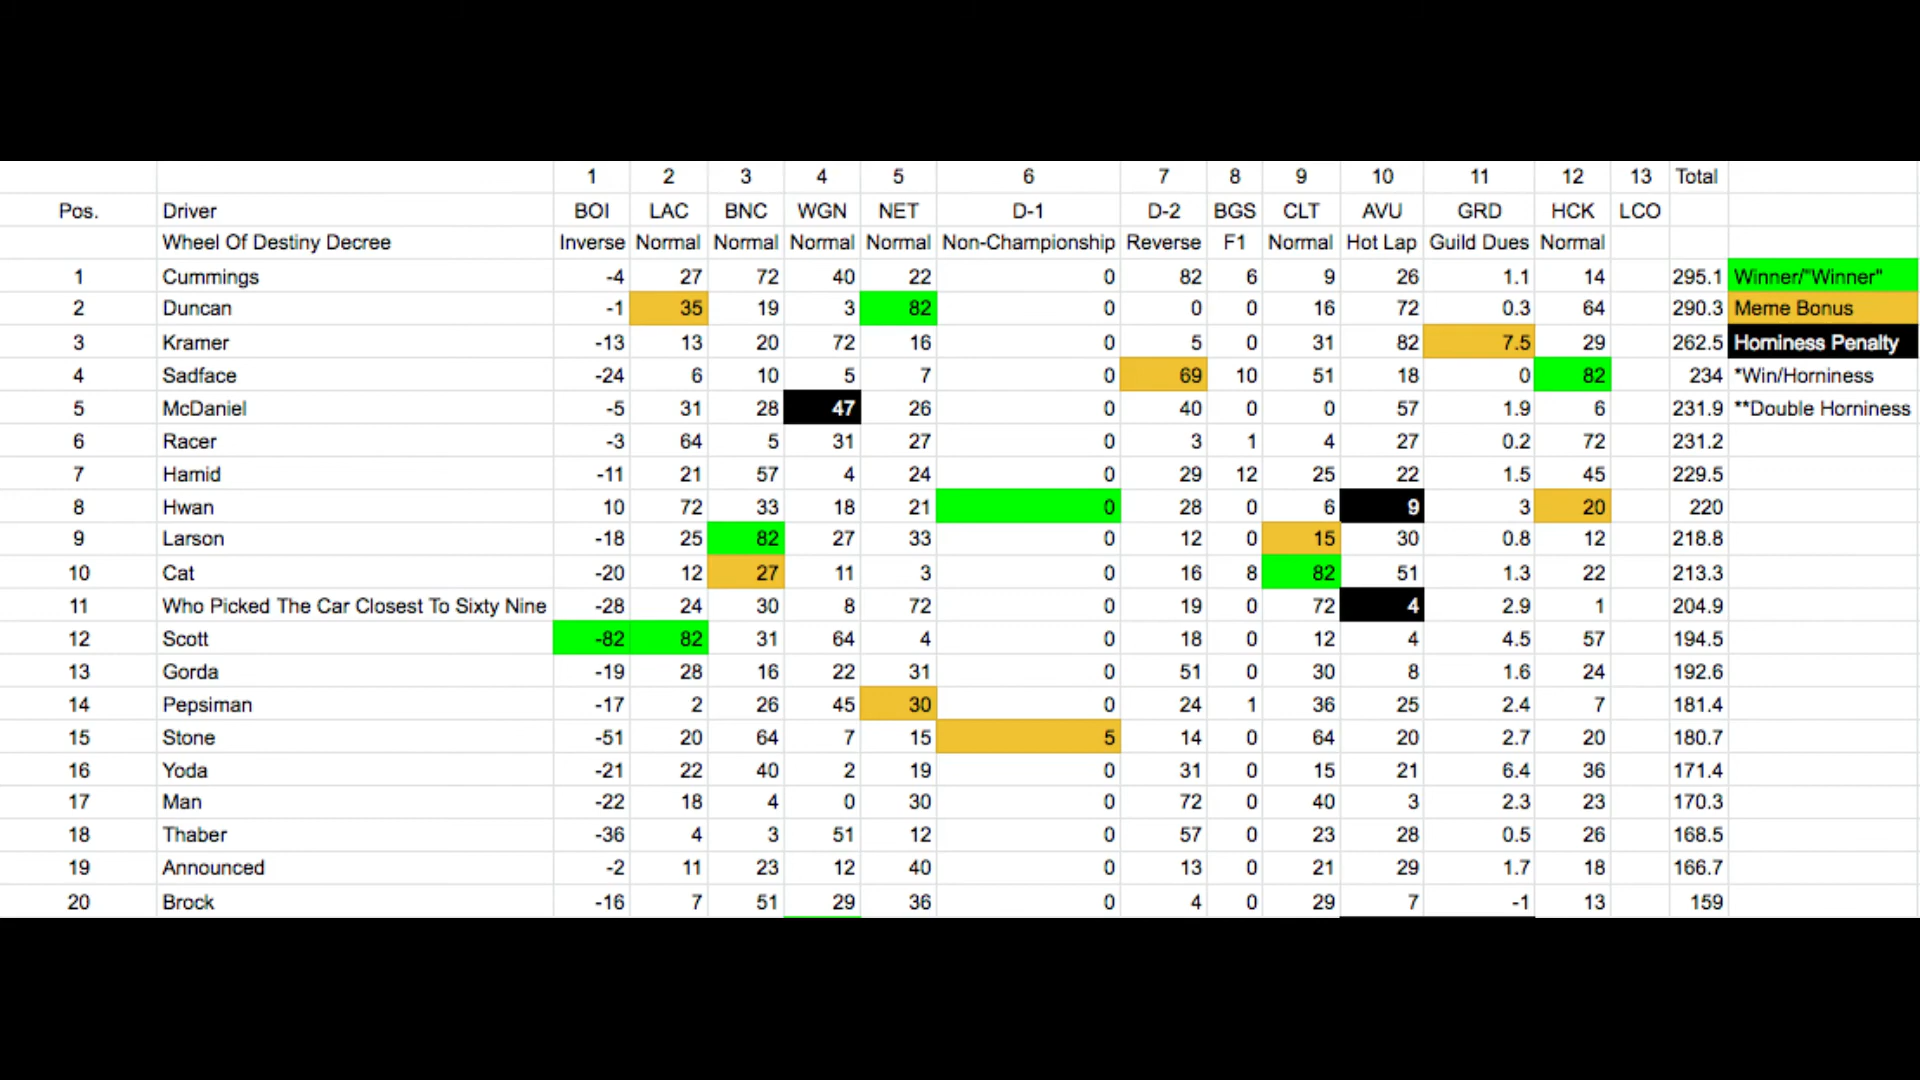 1 2 3 4 5 6 7 8 9 10 11 12 13 Total
Pos. Driver BOI LAC BNC WGN NET D-1 D-2 BGS CLT AVU GRD HCK LCO
Wheel Of Destiny Decree Inverse Normal Normal Normal Normal Non-Championship Reverse F1 Normal Hot Lap Guild Dues Normal
1 Cummings -4 27 72 40 22 0 82 6 9 26 1.1 14 295.1 Winner/"Winner"
2 Duncan -1 35 19 3 82 0 0 0 16 72 0.3 64 290.3 Meme Bonus
3 Kramer -13 13 20 72 16 0 5 0 31 82 7.5 29 262.5 Horniness Penalty
4 Sadface -24 6 10 5 7 0 69 10 51 18 0 82 234 *Win/Horniness
5 McDaniel -5 31 28 47 26 0 40 0 0 57 1.9 6 231.9 **Double Horniness
6 Racer -3 64 5 31 27 0 3 1 4 27 0.2 72 231.2
7 Hamid -11 21 57 4 24 0 29 12 25 22 1.5 45 229.5
8 Hwan 10 72 33 18 21 0 28 0 6 9 3 20 220
9 Larson -18 25 82 27 33 0 12 0 15 30 0.8 12 218.8
10 Cat -20 12 27 11 3 0 16 8 82 51 1.3 22 213.3
11 Who Picked The Car Closest To Sixty Nine -28 24 30 8 72 0 19 0 72 4 2.9 1 204.9
12 Scott -82 82 31 64 4 0 18 0 12 4 4.5 57 194.5
13 Gorda -19 28 16 22 31 0 51 0 30 8 1.6 24 192.6
14 Pepsiman -17 2 26 45 30 0 24 1 36 25 2.4 7 181.4
15 Stone -51 20 64 7 15 5 14 0 64 20 2.7 20 180.7
16 Yoda -21 22 40 2 19 0 31 0 15 21 6.4 36 171.4
17 Man -22 18 4 0 30 0 72 0 40 3 2.3 23 170.3
18 Thaber -36 4 3 51 12 0 57 0 23 28 0.5 26 168.5
19 Announced -2 11 23 12 40 0 13 0 21 29 1.7 18 166.7
20 Brock -16 7 51 29 36 0 4 0 29 7 -1 13 159